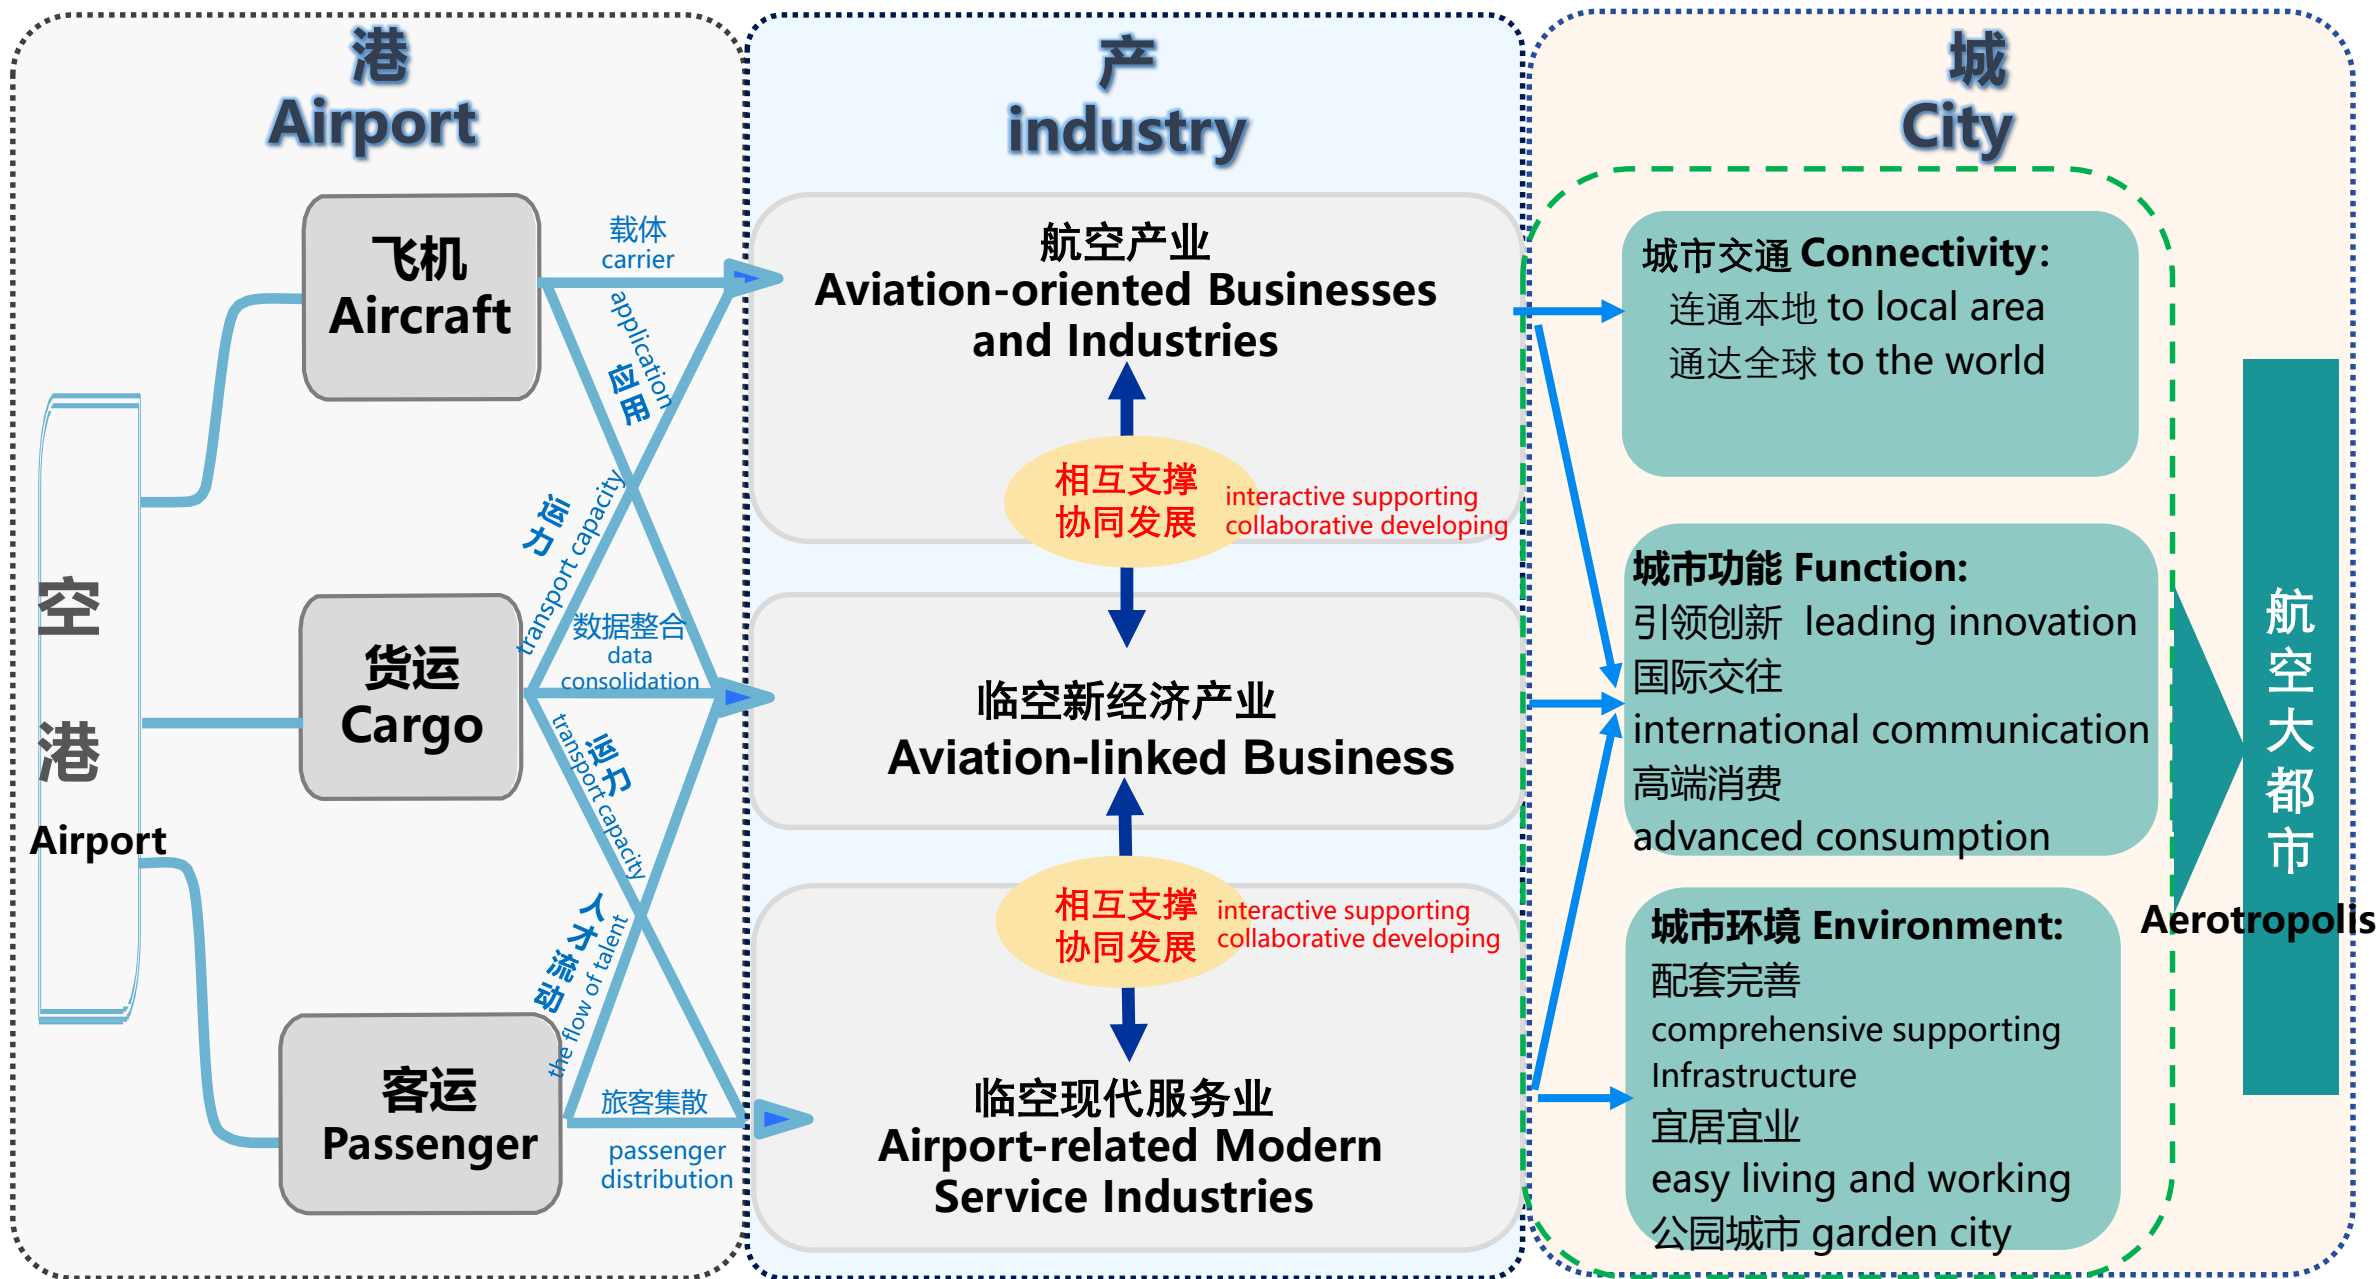 港
Airport
空
港
Airport
飞机
Aircraft
货运
Cargo
客运
Passenger
载体
carrier
application
应用
运力
transport capacity
数据整合
data
consolidation
运力
transport capacity
人才流动
the flow of talent
旅客集散
passenger
distribution
产
industry
航空产业
Aviation-oriented Businesses
and Industries
相互支撑
协同发展
interactive supporting
collaborative developing
临空新经济产业
Aviation-linked Business
相互支撑
协同发展
interactive supporting
collaborative developing
临空现代服务业
Airport-related Modern
Service Industries
城
City
城市交通 Connectivity:
连通本地 to local area
通达全球 to the world
城市功能 Function:
引领创新 leading innovation
国际交往
international communication
高端消费
advanced consumption
城市环境 Environment:
配套完善
comprehensive supporting
Infrastructure
宜居宜业
easy living and working
公园城市 garden city
航
空
大
都
市
Aerotropolis